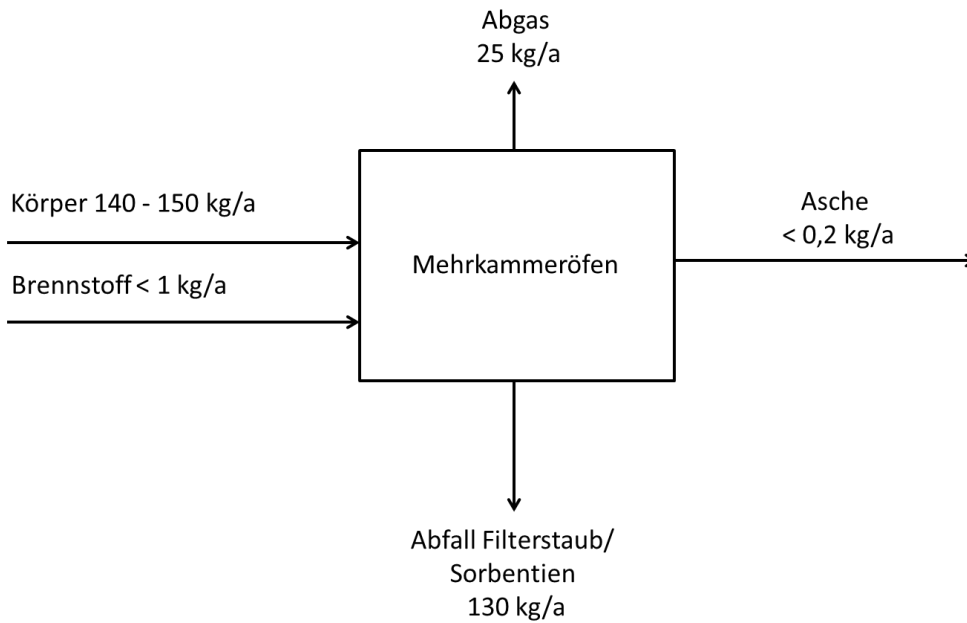 Abgas
25 kg/a
Körper 140 - 150 kg/a
Brennstoff < 1 kg/a
Mehrkammeröfen
Asche
< 0,2 kg/a
Abfall Filterstaub/
Sorbentien
130 kg/a